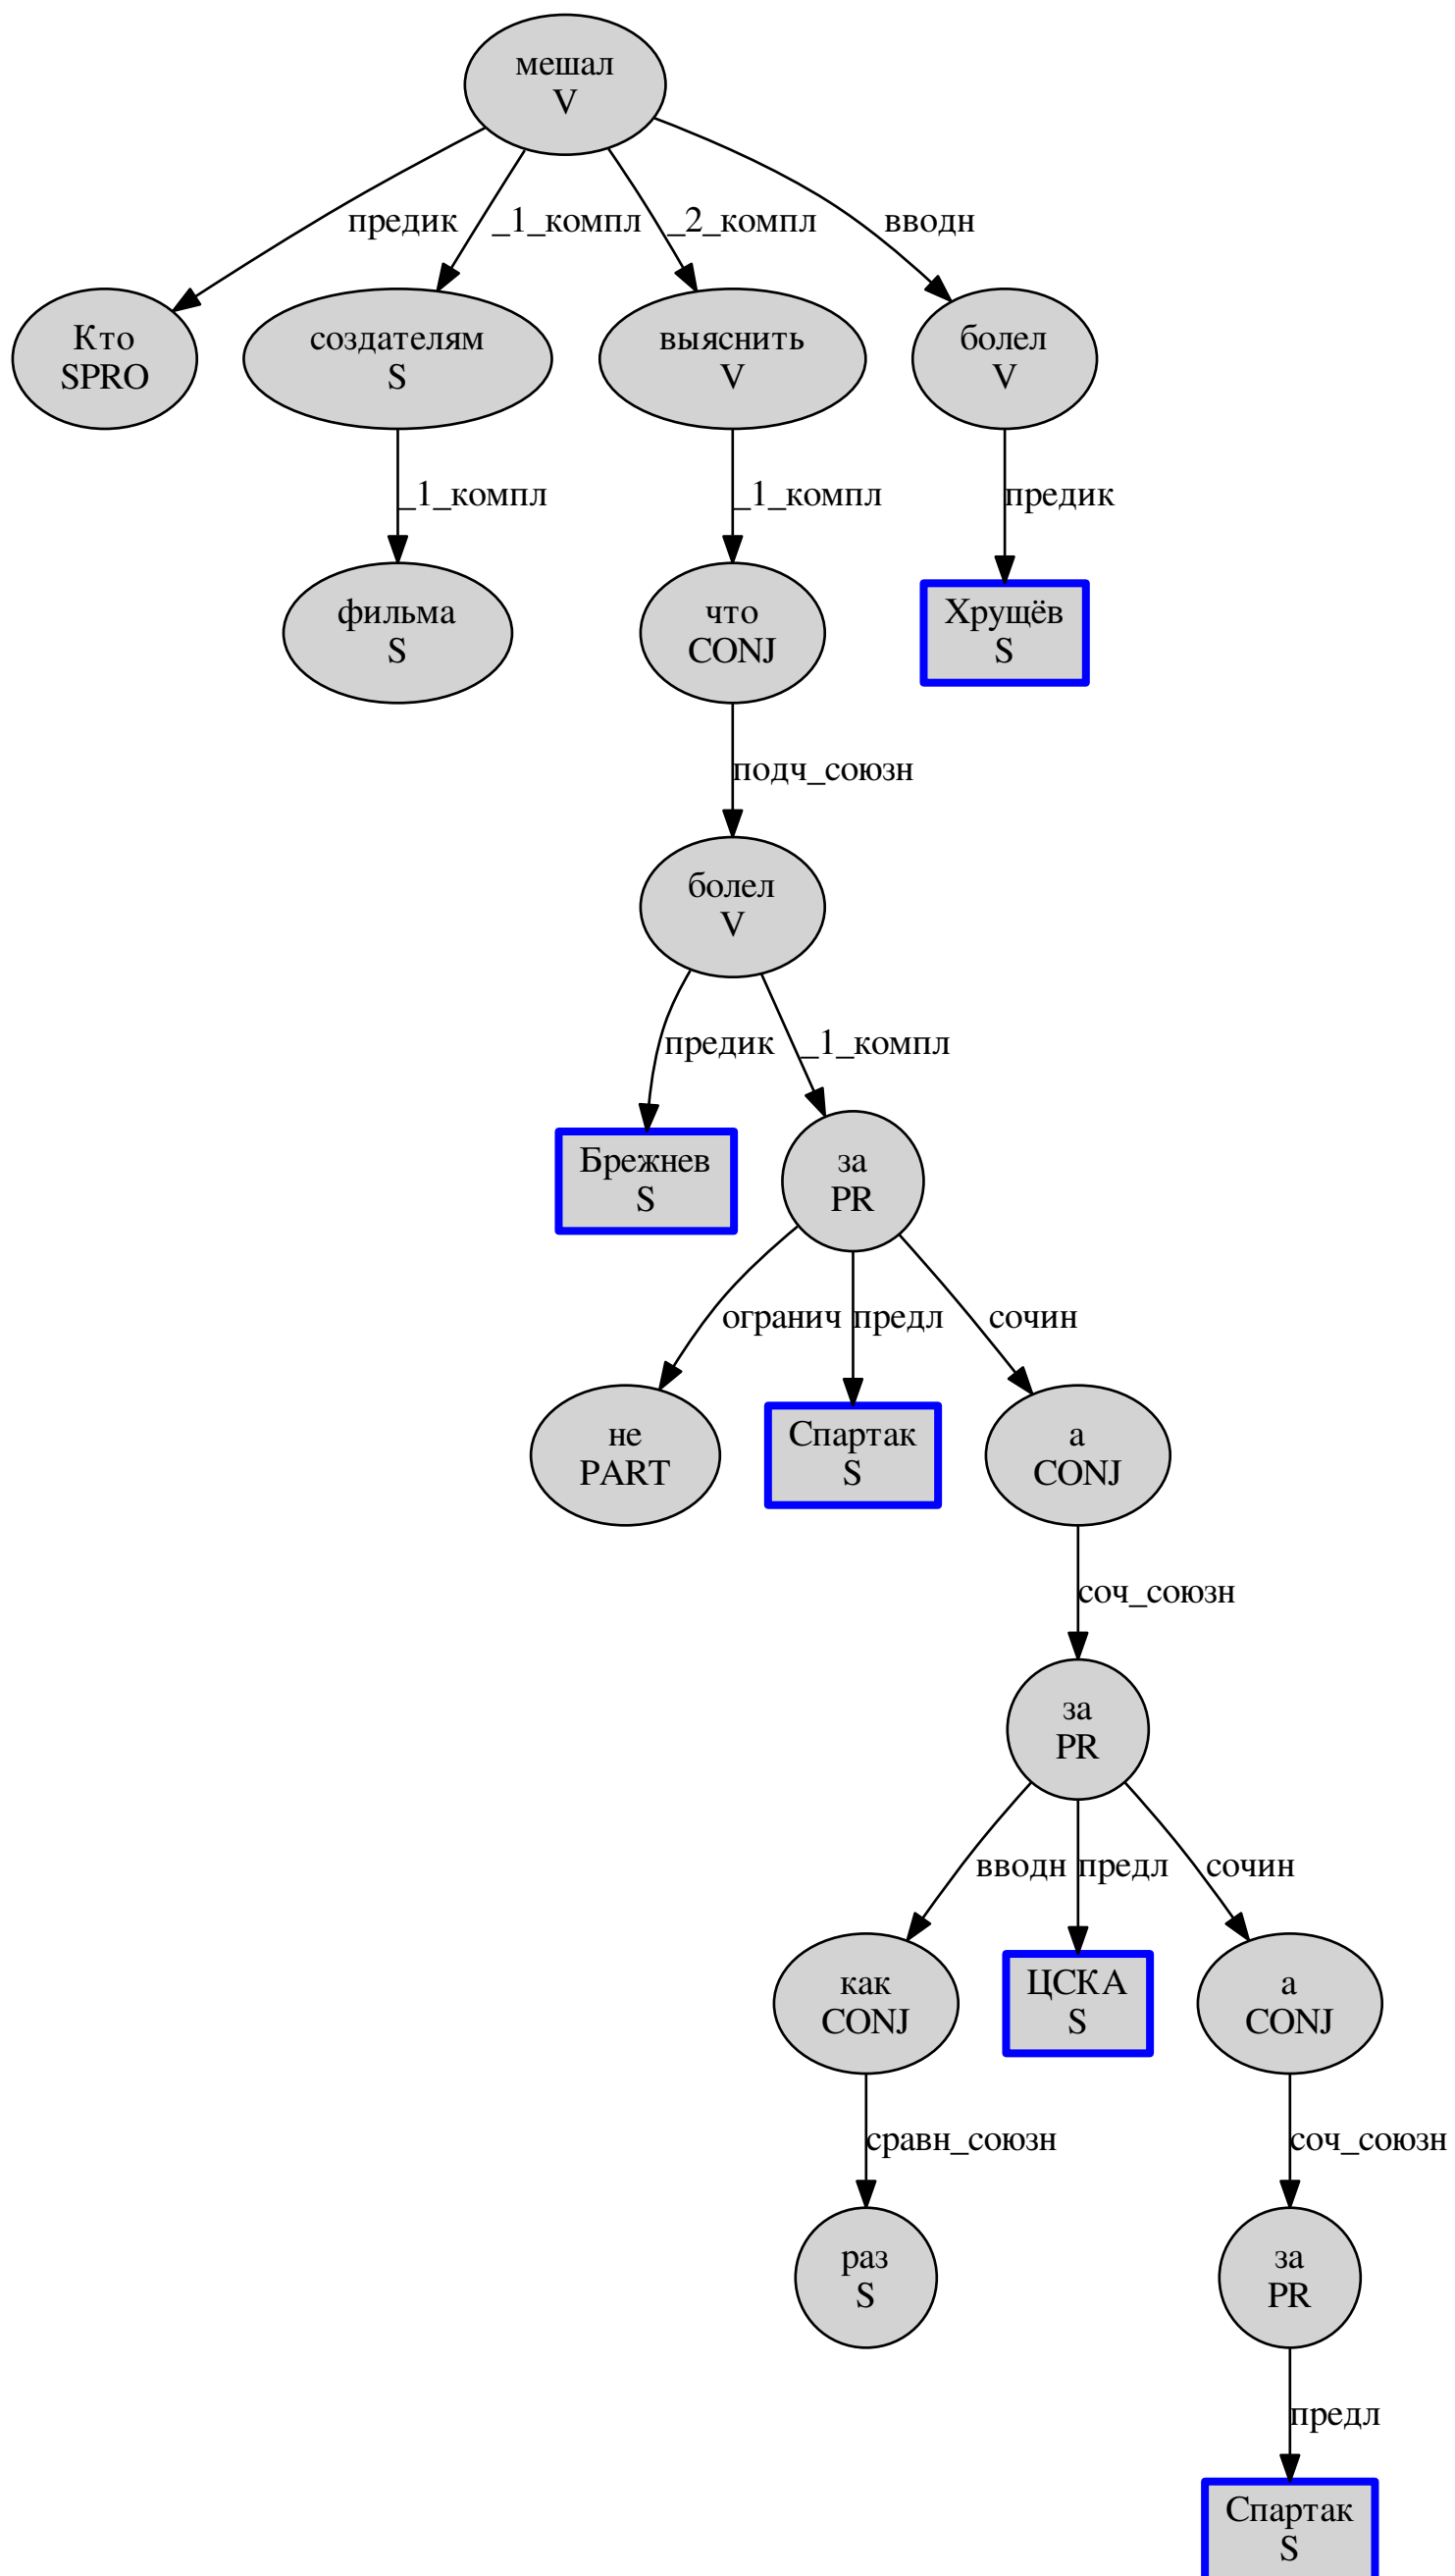 мешал
V
предик
_1_компл
_2_компл
вводн
Кто
SPRO
создателям
S
выяснить
V
болел
V
_1_компл
_1_компл
предик
фильма
S
что
CONJ
Хрущёв
S
подч_союзн
болел
V
предик
_1_компл
Брежнев
S
за
PR
огранич
предл
сочин
не
PART
Спартак
S
а
CONJ
соч_союзн
за
PR
вводн
предл
сочин
как
CONJ
ЦСКА
S
а
CONJ
сравн_союзн
соч_союзн
раз
S
за
PR
предл
Спартак
S